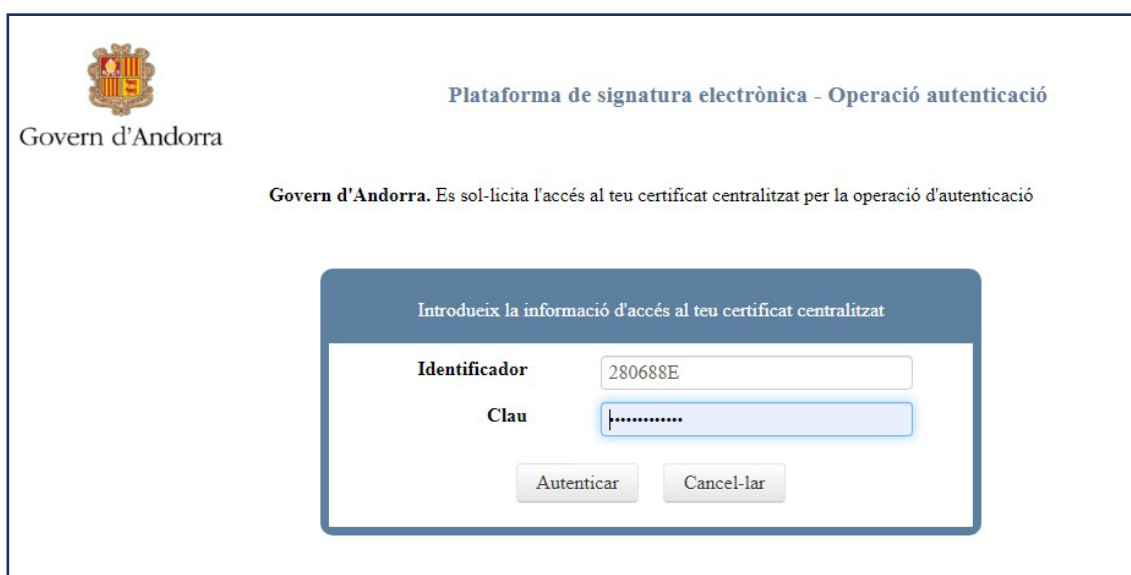 Plataforma de signatura electrònica - Operació autenticació
Govern d'Andorra
Govern d'Andorra. Es sol-licita l'accés al teu certificat centralitzat per la operació d'autenticació
Introdueix la informació d'accés al teu certificat centralitzat
Identificador 280688E
Clau •••••••••••••
Autenticar Cancel-lar